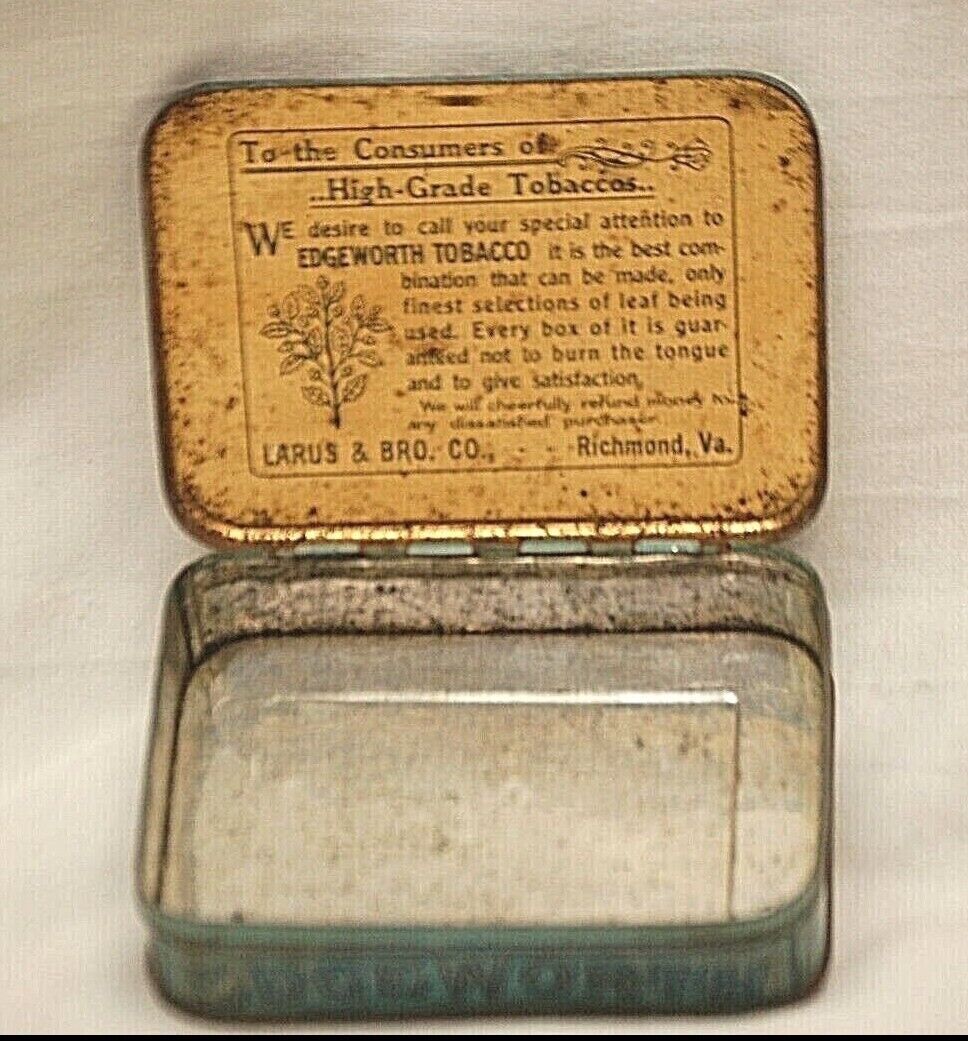 To the Consumers of
..High-Grade Tobaccos..
WE desire to call your special attention to
EDGEWORTH TOBACCO it is the best com-
bination that can be made, only
finest selections of leaf being
used. Every box of it is guar-
anteed not to burn the tongue
and to give satisfaction,
We will cheerfully refund money to
any dissatisfied purchaser.
LARUS & BRO. CO., - - Richmond, Va.